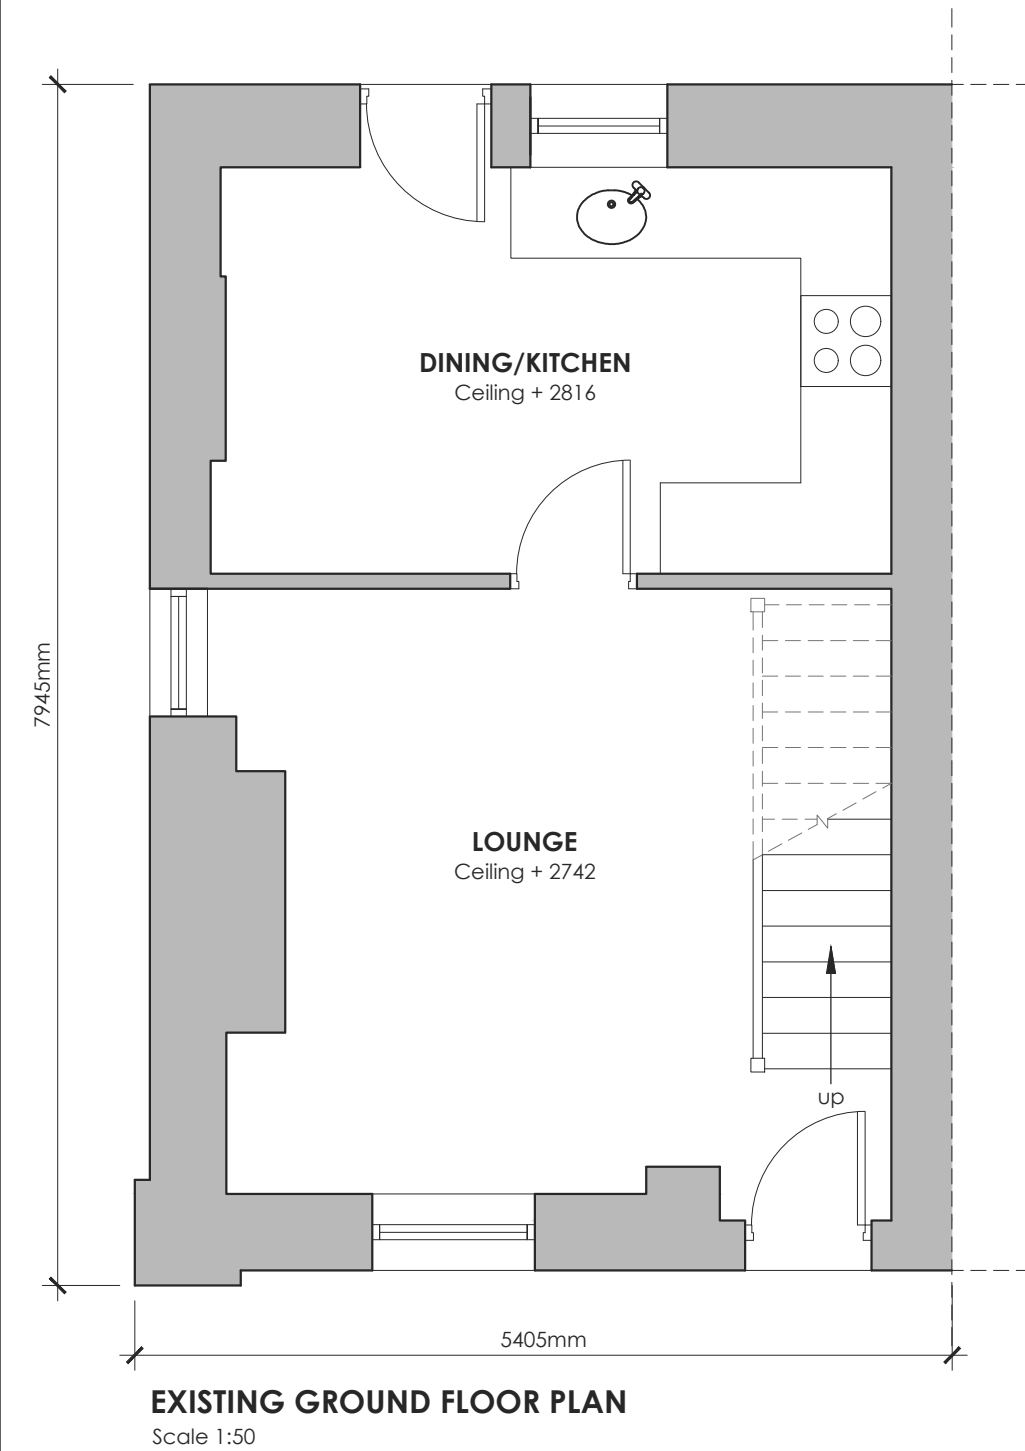 DINING/KITCHEN
Ceiling + 2816
7945mm
LOUNGE
Ceiling + 2742
up
5405mm
EXISTING GROUND FLOOR PLAN
Scale 1:50